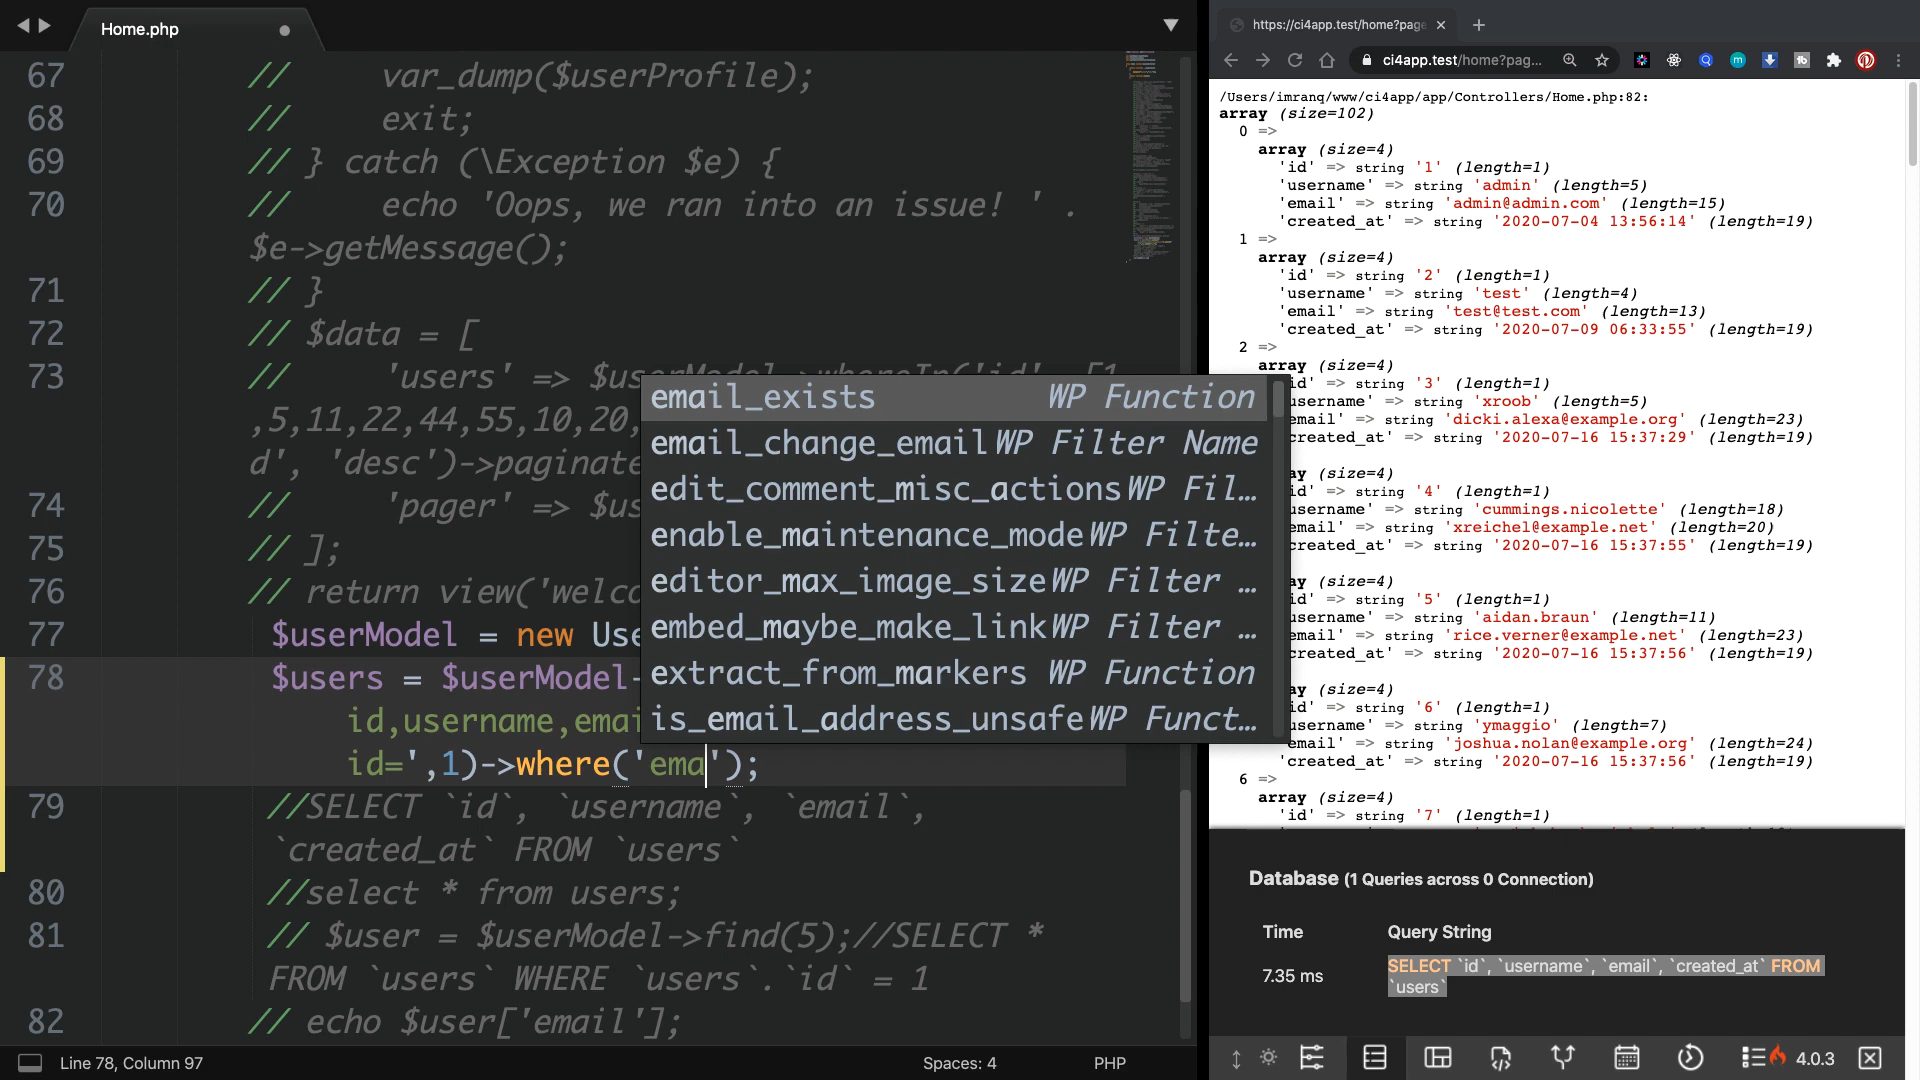 Home.php
67 // var_dump($userProfile);
68 // exit;
69 // } catch (\Exception $e) {
70 // echo 'Oops, we ran into an issue! ' .
$e->getMessage();
71 // }
72 // $data = [
73 // 'users' => $userModel->whereIn('id', [1
,5,11,22,44,55,10,20,
d', 'desc')->paginate
74 // 'pager' => $us
75 // ];
76 // return view('welco
77 $userModel = new Use
78 $users = $userModel-
id,username,emai
id=',1)->where('ema');
79 //SELECT `id`, `username`, `email`,
`created_at` FROM `users`
80 //select * from users;
81 // $user = $userModel->find(5);//SELECT *
FROM `users` WHERE `users`.`id` = 1
82 // echo $user['email'];
email_exists WP Function
email_change_email WP Filter Name
edit_comment_misc_actions WP Fil…
enable_maintenance_mode WP Filte…
editor_max_image_size WP Filter …
embed_maybe_make_link WP Filter …
extract_from_markers WP Function
is_email_address_unsafe WP Funct…
Line 78, Column 97
Spaces: 4
PHP
https://ci4app.test/home?page
ci4app.test/home?pag...
/Users/imranq/www/ci4app/app/Controllers/Home.php:82:
array (size=102)
0 =>
array (size=4)
'id' => string '1' (length=1)
'username' => string 'admin' (length=5)
'email' => string 'admin@admin.com' (length=15)
'created_at' => string '2020-07-04 13:56:14' (length=19)
1 =>
array (size=4)
'id' => string '2' (length=1)
'username' => string 'test' (length=4)
'email' => string 'test@test.com' (length=13)
'created_at' => string '2020-07-09 06:33:55' (length=19)
2 =>
array (size=4)
id' => string '3' (length=1)
username' => string 'xroob' (length=5)
email' => string 'dicki.alexa@example.org' (length=23)
created_at' => string '2020-07-16 15:37:29' (length=19)
ay (size=4)
id' => string '4' (length=1)
username' => string 'cummings.nicolette' (length=18)
email' => string 'xreichel@example.net' (length=20)
created_at' => string '2020-07-16 15:37:55' (length=19)
ay (size=4)
id' => string '5' (length=1)
username' => string 'aidan.braun' (length=11)
email' => string 'rice.verner@example.net' (length=23)
created_at' => string '2020-07-16 15:37:56' (length=19)
ay (size=4)
id' => string '6' (length=1)
username' => string 'ymaggio' (length=7)
email' => string 'joshua.nolan@example.org' (length=24)
created_at' => string '2020-07-16 15:37:56' (length=19)
6 =>
array (size=4)
'id' => string '7' (length=1)
Database (1 Queries across 0 Connection)
Time Query String
7.35 ms SELECT `id`, `username`, `email`, `created_at` FROM
`users`
4.0.3